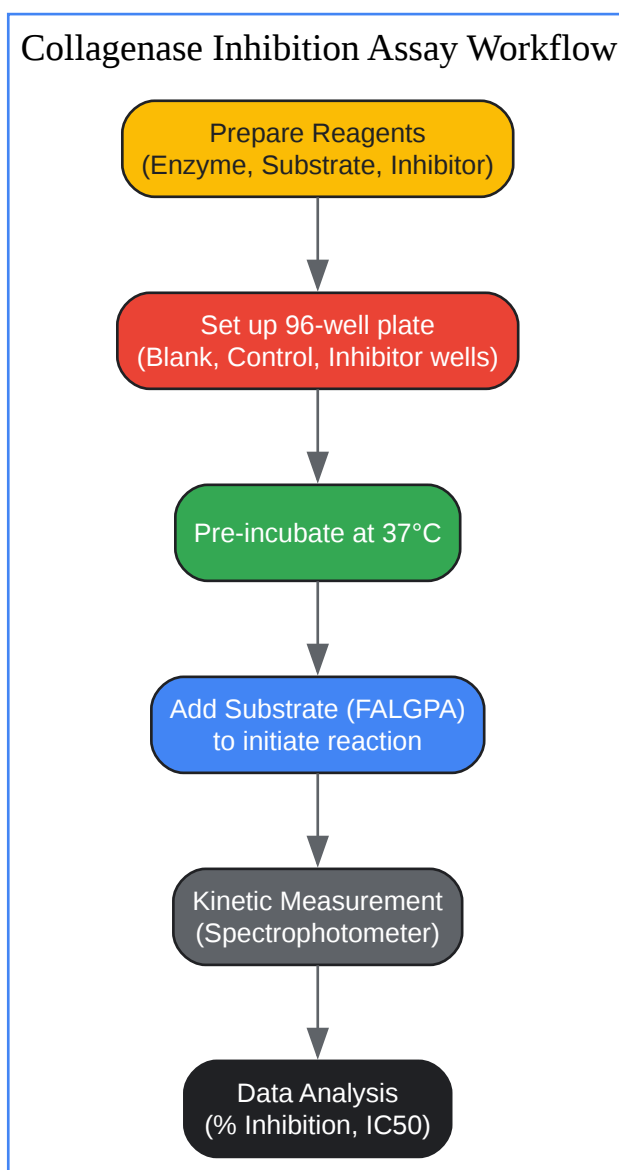 Collagenase Inhibition Assay Workflow
Prepare Reagents
(Enzyme, Substrate, Inhibitor)
Set up 96-well plate
(Blank, Control, Inhibitor wells)
Pre-incubate at 37°C
Add Substrate (FALGPA)
to initiate reaction
Kinetic Measurement
(Spectrophotometer)
Data Analysis
(% Inhibition, IC50)